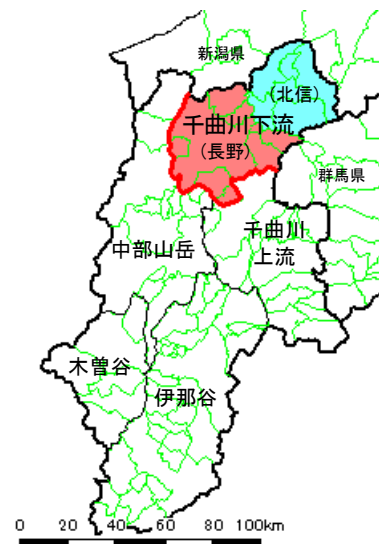 新潟県
（北信）
千曲川下流
（長野）
群馬県
千曲川
上流
中部山岳
木曽谷
伊那谷
0 20 40 60 80 100km